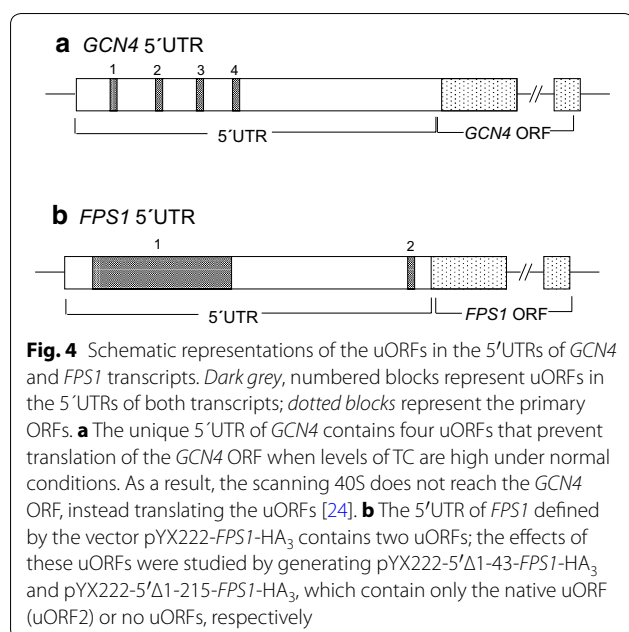 a GCN4 5´UTR
1 2 3 4
5´UTR
GCN4 ORF
b FPS1 5´UTR
1 2
5´UTR
FPS1 ORF
Fig. 4 Schematic representations of the uORFs in the 5′UTRs of GCN4
and FPS1 transcripts. Dark grey, numbered blocks represent uORFs in
the 5´UTRs of both transcripts; dotted blocks represent the primary
ORFs. a The unique 5´UTR of GCN4 contains four uORFs that prevent
translation of the GCN4 ORF when levels of TC are high under normal
conditions. As a result, the scanning 40S does not reach the GCN4
ORF, instead translating the uORFs [24]. b The 5′UTR of FPS1 defined
by the vector pYX222-FPS1-HA₃ contains two uORFs; the effects of
these uORFs were studied by generating pYX222-5′Δ1-43-FPS1-HA₃
and pYX222-5′Δ1-215-FPS1-HA₃, which contain only the native uORF
(uORF2) or no uORFs, respectively